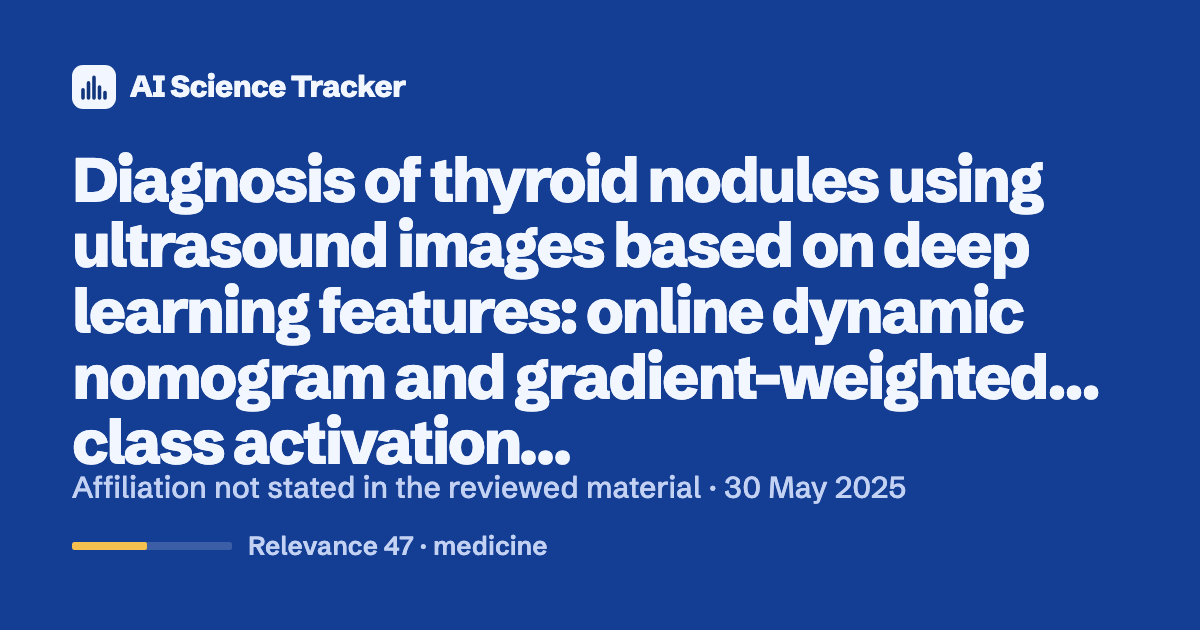 AI Science Tracker
Diagnosis of thyroid nodules using
ultrasound images based on deep
learning features: online dynamic
nomogram and gradient-weighted...
class activation...
Affiliation not stated in the reviewed material · 30 May 2025
Relevance 47 · medicine